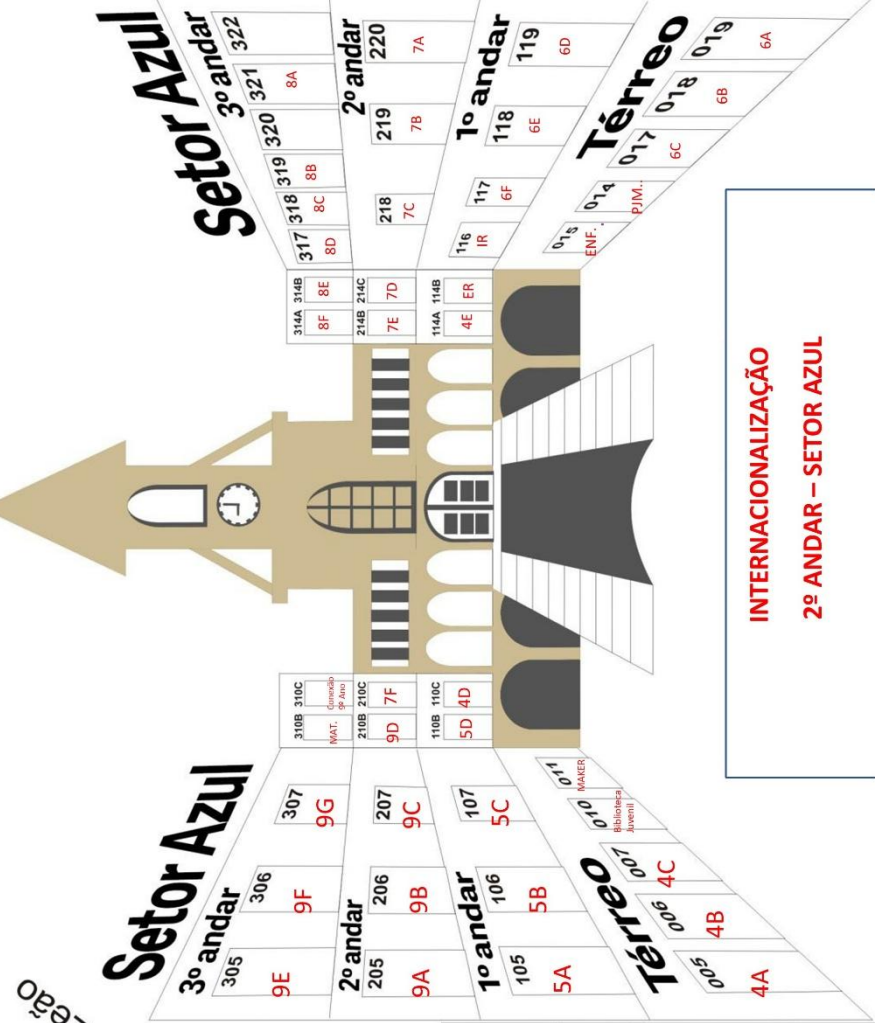 Setor Azul
3º andar
305 306 307
9E 9F 9G
2º andar
205 206 207
9A 9B 9C
1º andar
105 106 107
5A 5B 5C
Térreo
005 006 007 010 011
4A 4B 4C Biblioteca Juvenil MAKER
310B 310C
MAT. Conexão 9º Ano
210B 210C
9D 7F
110B 110C
5D 4D
314A 314B
8F 8E
214B 214C
7E 7D
114A 114B
4E ER
Setor Azul
3º andar
317 318 319 320 321 322
8D 8C 8B 8A
2º andar
218 219 220
7C 7B 7A
1º andar
116 117 118 119
IR 6F 6E 6D
Térreo
015 014 017 018 019
ENF. . PJM.. 6C 6B 6A
INTERNACIONALIZAÇÃO
2º ANDAR – SETOR AZUL